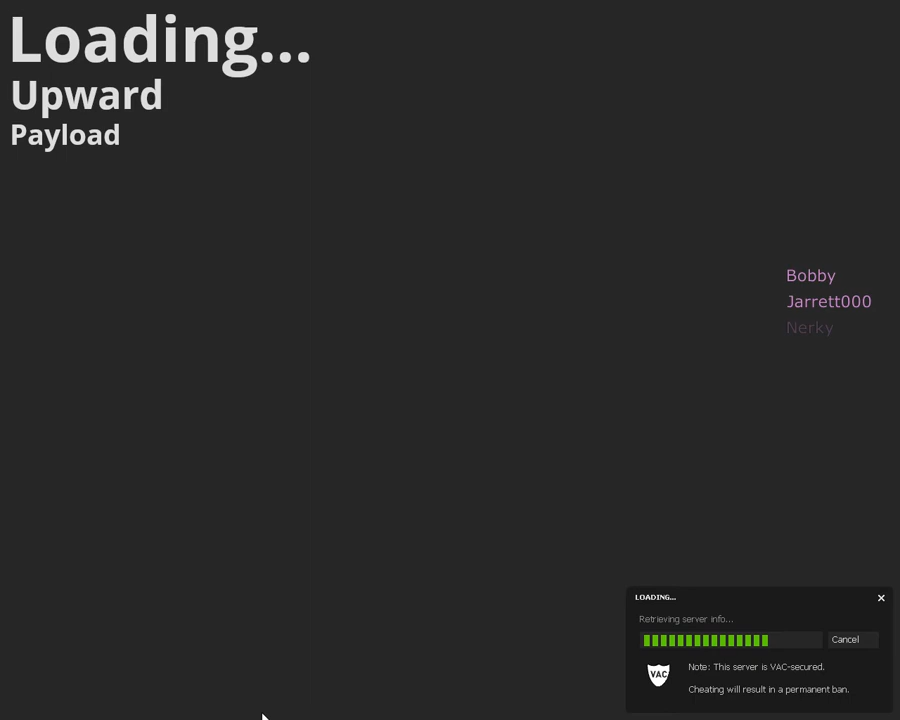 Loading...
Upward
Payload
Bobby
Jarrett000
Nerky
LOADING...
Retrieving server info...
Cancel
VAC
Note: This server is VAC-secured.
Cheating will result in a permanent ban.